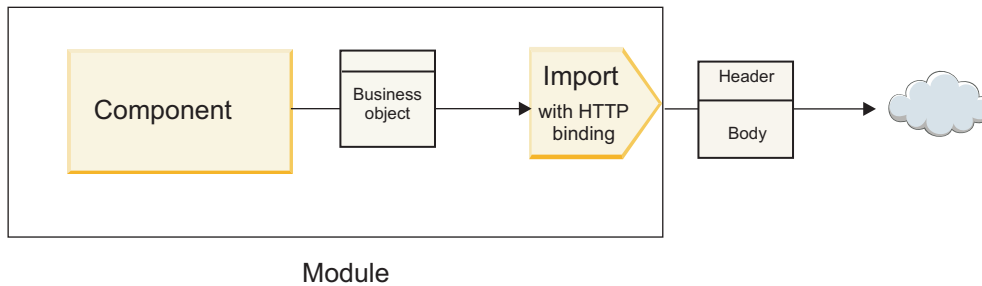 Component
Business
object
Import
with HTTP
binding
Header
Body
Module